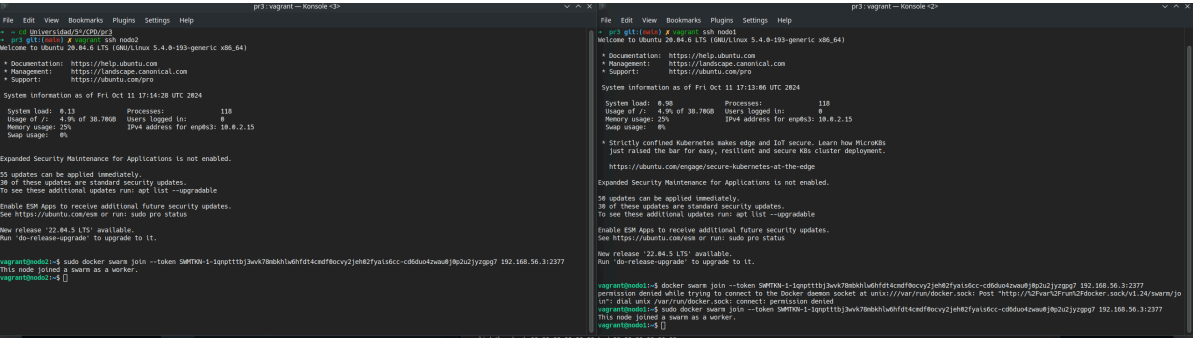 pr3 : vagrant — Konsole <3>
File Edit View Bookmarks Plugins Settings Help
→ cd Universidad/5º/CPD/pr3
→ pr3 git:(main) ✗ vagrant ssh nodo2
Welcome to Ubuntu 20.04.6 LTS (GNU/Linux 5.4.0-193-generic x86_64)
* Documentation: https://help.ubuntu.com
* Management: https://landscape.canonical.com
* Support: https://ubuntu.com/pro
System information as of Fri Oct 11 17:14:28 UTC 2024
System load: 0.13 Processes: 118
Usage of /: 4.9% of 38.70GB Users logged in: 0
Memory usage: 25% IPv4 address for enp0s3: 10.0.2.15
Swap usage: 0%
Expanded Security Maintenance for Applications is not enabled.
55 updates can be applied immediately.
30 of these updates are standard security updates.
To see these additional updates run: apt list --upgradable
Enable ESM Apps to receive additional future security updates.
See https://ubuntu.com/esm or run: sudo pro status
New release '22.04.5 LTS' available.
Run 'do-release-upgrade' to upgrade to it.
vagrant@nodo2:~$ sudo docker swarm join --token SWMTKN-1-1qnptttbj3wvk78mbkhlw6hfdt4cmdf0ocvy2jeh02fyais6cc-cd6duo4zwau0j0p2u2jyzgpg7 192.168.56.3:2377
This node joined a swarm as a worker.
vagrant@nodo2:~$
pr3 : vagrant — Konsole <2>
File Edit View Bookmarks Plugins Settings Help
→ pr3 git:(main) ✗ vagrant ssh nodo1
Welcome to Ubuntu 20.04.6 LTS (GNU/Linux 5.4.0-193-generic x86_64)
* Documentation: https://help.ubuntu.com
* Management: https://landscape.canonical.com
* Support: https://ubuntu.com/pro
System information as of Fri Oct 11 17:13:06 UTC 2024
System load: 0.98 Processes: 118
Usage of /: 4.9% of 38.70GB Users logged in: 0
Memory usage: 25% IPv4 address for enp0s3: 10.0.2.15
Swap usage: 0%
* Strictly confined Kubernetes makes edge and IoT secure. Learn how MicroK8s
just raised the bar for easy, resilient and secure K8s cluster deployment.
https://ubuntu.com/engage/secure-kubernetes-at-the-edge
Expanded Security Maintenance for Applications is not enabled.
50 updates can be applied immediately.
30 of these updates are standard security updates.
To see these additional updates run: apt list --upgradable
Enable ESM Apps to receive additional future security updates.
See https://ubuntu.com/esm or run: sudo pro status
New release '22.04.5 LTS' available.
Run 'do-release-upgrade' to upgrade to it.
vagrant@nodo1:~$ docker swarm join --token SWMTKN-1-1qnptttbj3wvk78mbkhlw6hfdt4cmdf0ocvy2jeh02fyais6cc-cd6duo4zwau0j0p2u2jyzgpg7 192.168.56.3:2377
permission denied while trying to connect to the Docker daemon socket at unix:///var/run/docker.sock: Post "http://%2Fvar%2Frun%2Fdocker.sock/v1.24/swarm/jo
in": dial unix /var/run/docker.sock: connect: permission denied
vagrant@nodo1:~$ sudo docker swarm join --token SWMTKN-1-1qnptttbj3wvk78mbkhlw6hfdt4cmdf0ocvy2jeh02fyais6cc-cd6duo4zwau0j0p2u2jyzgpg7 192.168.56.3:2377
This node joined a swarm as a worker.
vagrant@nodo1:~$